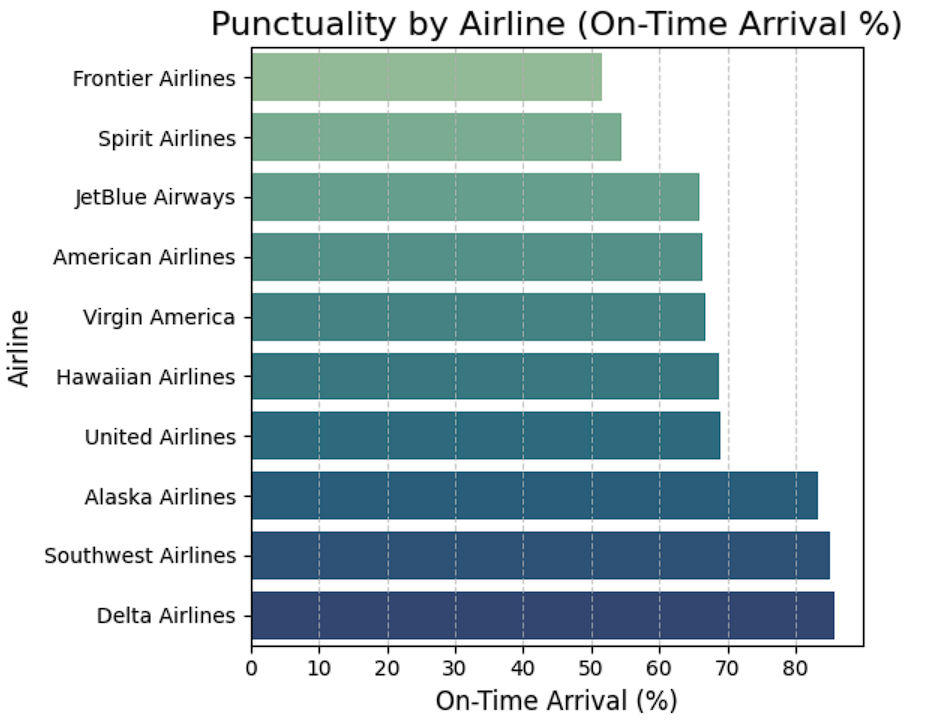 Punctuality by Airline (On-Time Arrival %)
Frontier Airlines
Spirit Airlines
JetBlue Airways
American Airlines
Virgin America
Hawaiian Airlines
United Airlines
Alaska Airlines
Southwest Airlines
Delta Airlines
Airline
0 10 20 30 40 50 60 70 80
On-Time Arrival (%)